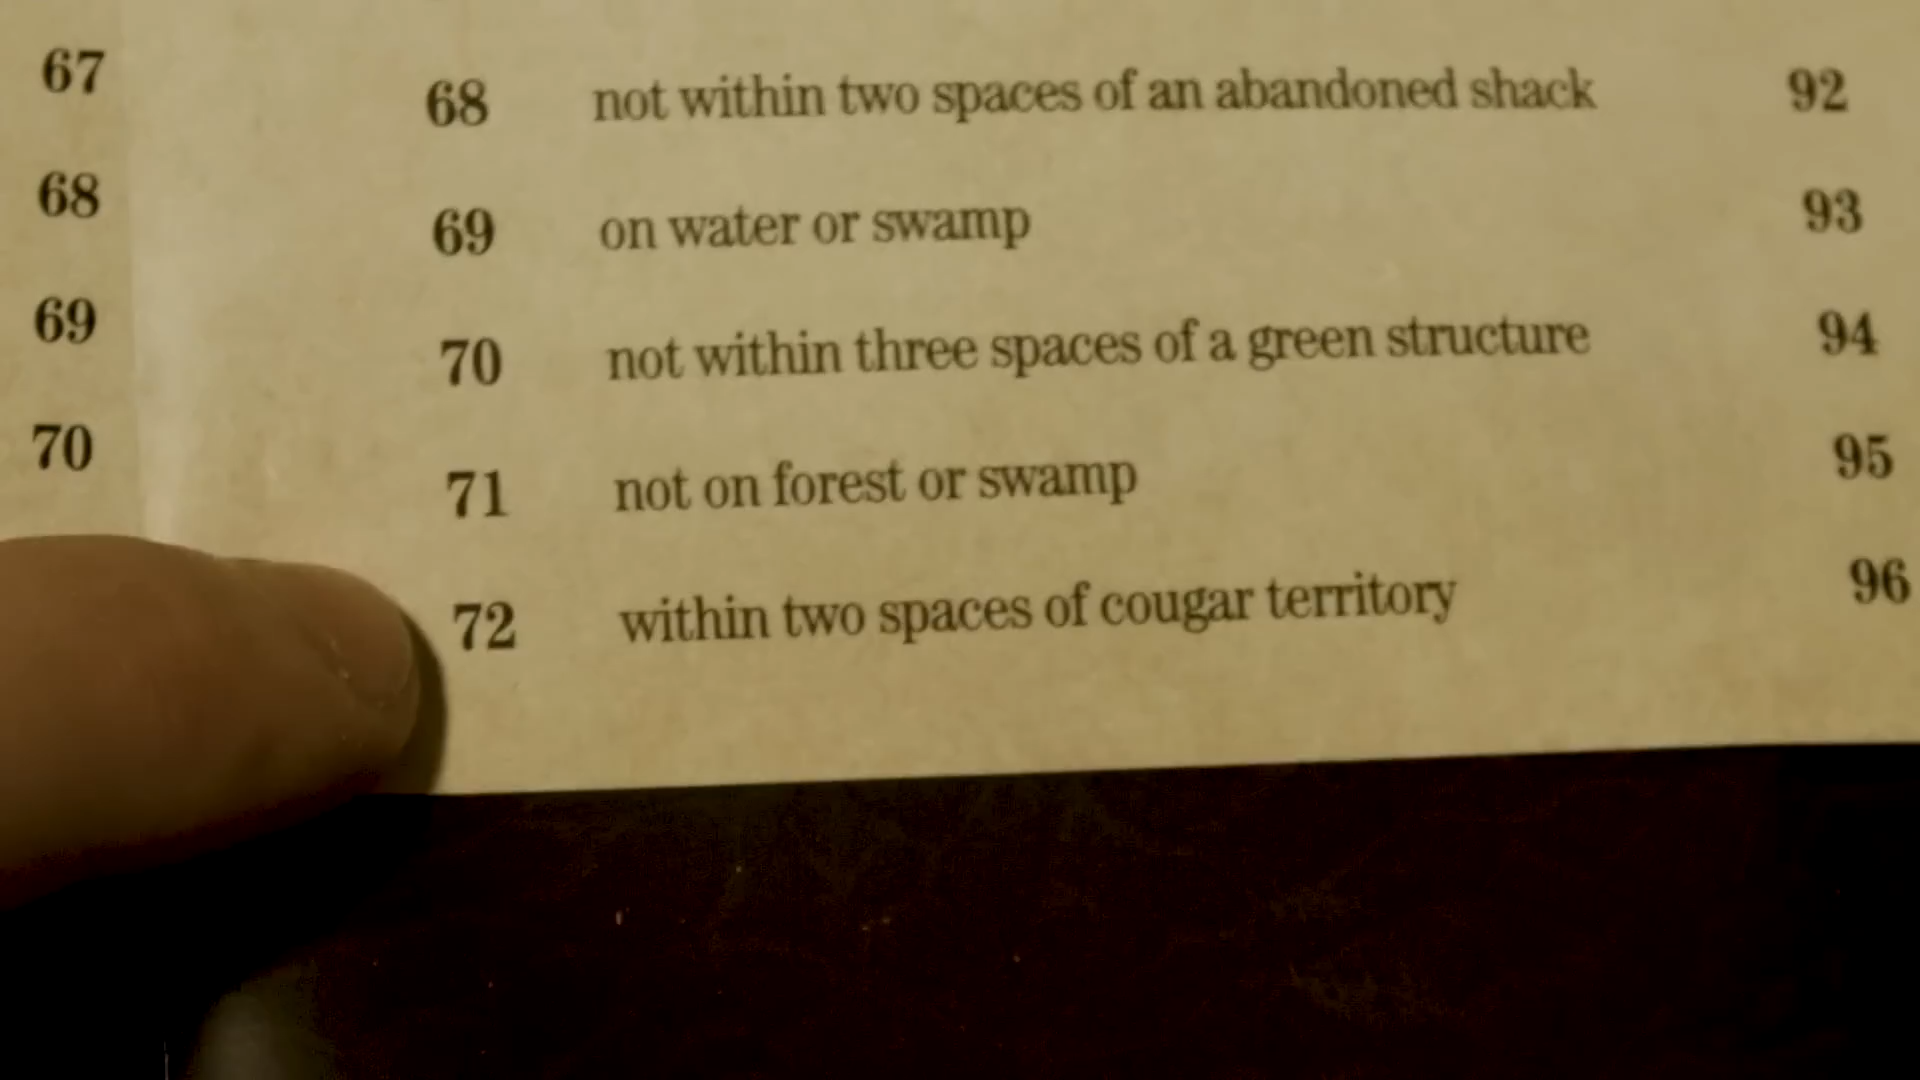 67
68
69
70
68 not within two spaces of an abandoned shack
69 on water or swamp
70 not within three spaces of a green structure
71 not on forest or swamp
72 within two spaces of cougar territory
92
93
94
95
96